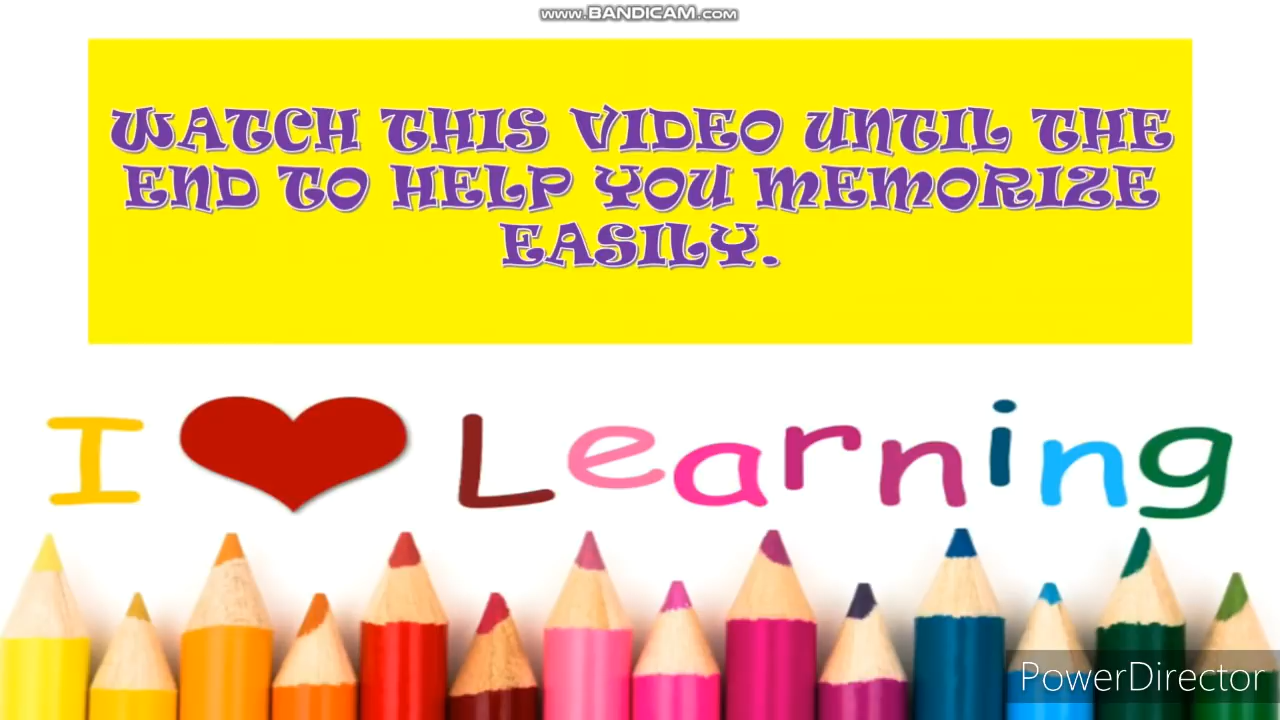 www.BANDICAM.com
WATCH THIS VIDEO UNTIL THE
END TO HELP YOU MEMORIZE
EASILY.
I Learning
PowerDirector